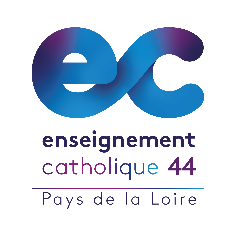 ec
enseignement
catholique 44
Pays de la Loire